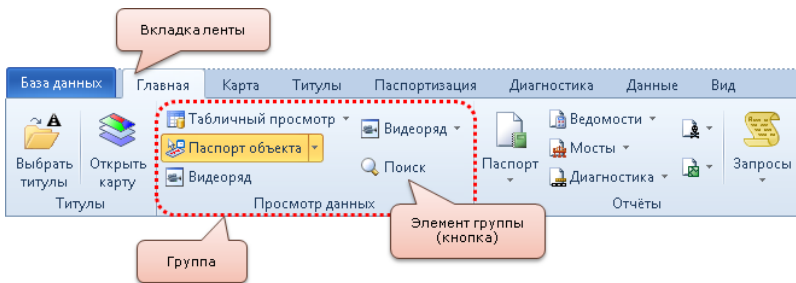 Вкладка ленты
База данных Главная Карта Титулы Паспортизация Диагностика Данные Вид
Выбрать титулы
Открыть карту
Титулы
Табличный просмотр
Паспорт объекта
Видеоряд
Видеоряд
Поиск
Просмотр данных
Паспорт
Ведомости
Мосты
Диагностика
Отчёты
Запросы
Элемент группы
(кнопка)
Группа